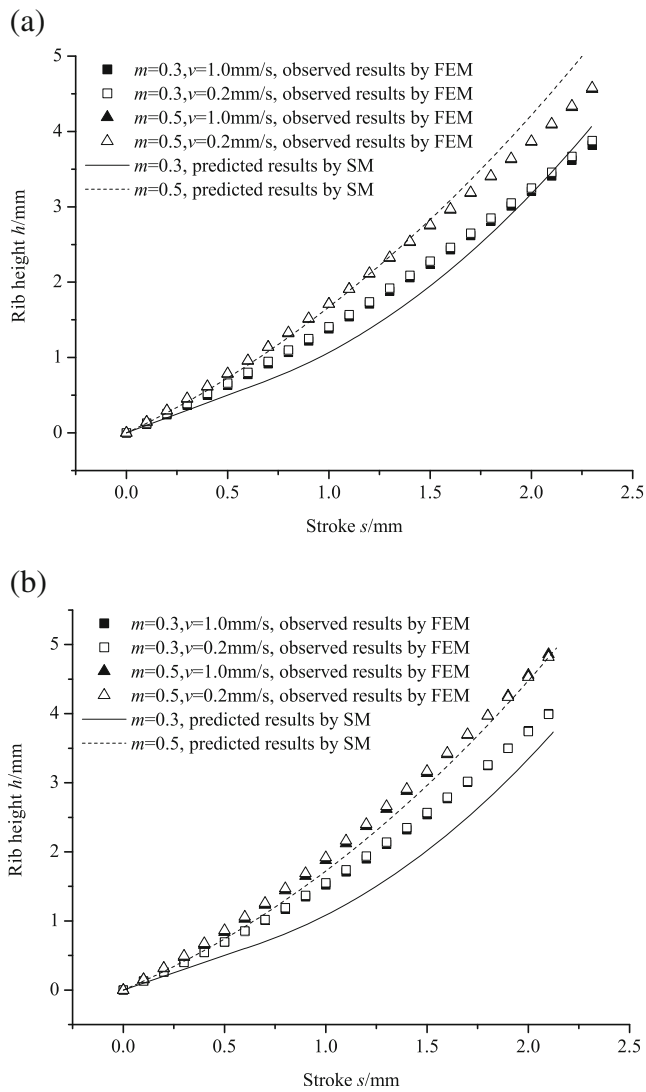 (a)
5
m=0.3,v=1.0mm/s, observed results by FEM
m=0.3,v=0.2mm/s, observed results by FEM
m=0.5,v=1.0mm/s, observed results by FEM
4
m=0.5,v=0.2mm/s, observed results by FEM
m=0.3, predicted results by SM
m=0.5, predicted results by SM
3
2
1
0
Rib height h/mm
0.0 0.5 1.0 1.5 2.0 2.5
Stroke s/mm
(b)
m=0.3,v=1.0mm/s, observed results by FEM
5
m=0.3,v=0.2mm/s, observed results by FEM
m=0.5,v=1.0mm/s, observed results by FEM
m=0.5,v=0.2mm/s, observed results by FEM
4
m=0.3, predicted results by SM
m=0.5, predicted results by SM
3
2
1
0
Rib height h/mm
0.0 0.5 1.0 1.5 2.0 2.5
Stroke s/mm